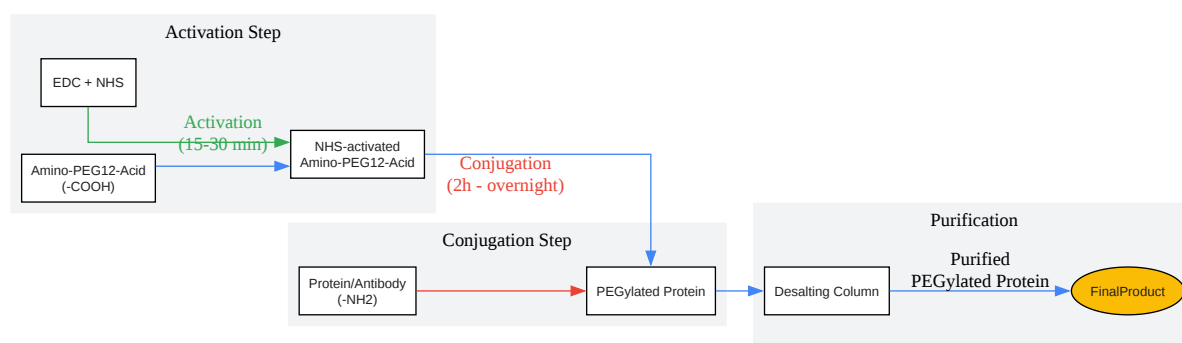 Activation Step
EDC + NHS
Activation
(15-30 min)
NHS-activated
Amino-PEG12-Acid
Amino-PEG12-Acid
(-COOH)
Conjugation
(2h - overnight)
Conjugation Step
Protein/Antibody
(-NH2)
PEGylated Protein
Purification
Desalting Column
Purified
PEGylated Protein
FinalProduct